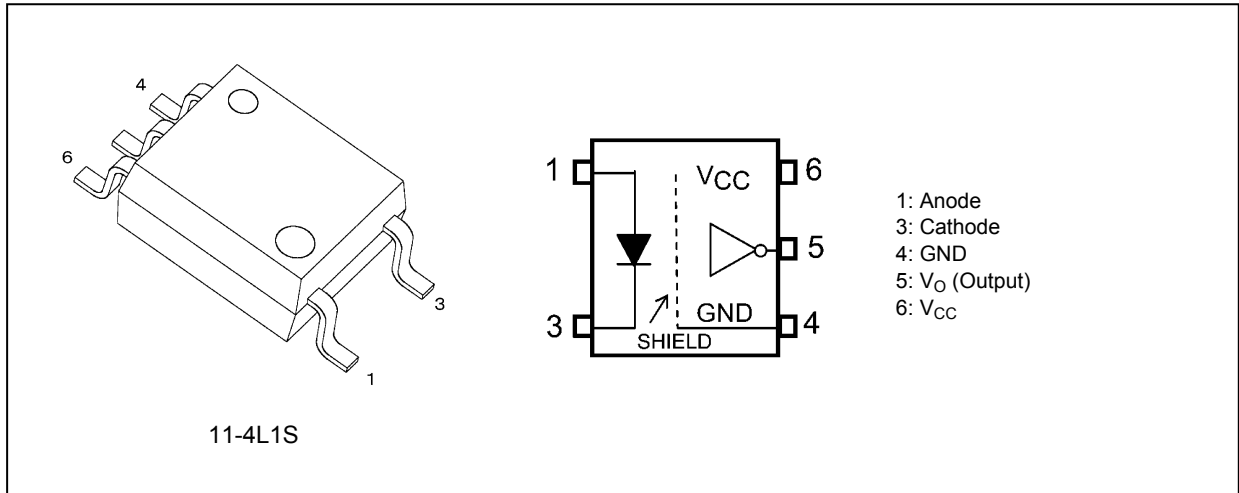 4
6
3
1
11-4L1S
1
VCC
6
5
GND
3
SHIELD
4
1: Anode
3: Cathode
4: GND
5: VO (Output)
6: VCC